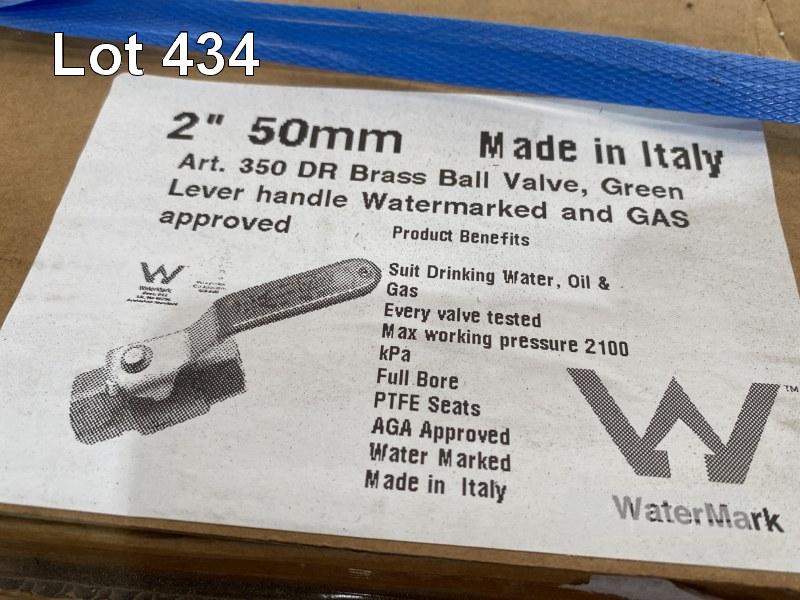 Lot 434
2" 50mm Made in Italy
Art. 350 DR Brass Ball Valve, Green
Lever handle Watermarked and GAS
approved
Product Benefits
Suit Drinking Water, Oil &
Gas
Every valve tested
Max working pressure 2100
kPa
Full Bore
PTFE Seats
AGA Approved
Water Marked
Made in Italy
WaterMark
TM
WaterMark